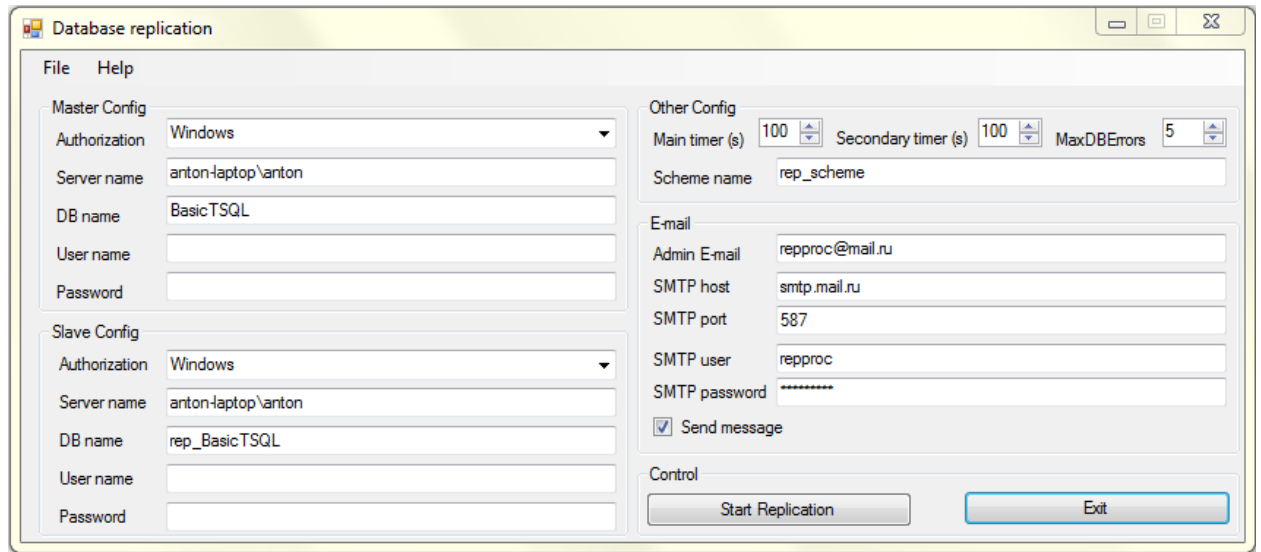 Database replication
File Help
Master Config
Authorization Windows
Server name anton-laptop\anton
DB name BasicTSQL
User name
Password
Slave Config
Authorization Windows
Server name anton-laptop\anton
DB name rep_BasicTSQL
User name
Password
Other Config
Main timer (s) 100 Secondary timer (s) 100 MaxDBErrors 5
Scheme name rep_scheme
E-mail
Admin E-mail repproc@mail.ru
SMTP host smtp.mail.ru
SMTP port 587
SMTP user repproc
SMTP password *********
Send message
Control
Start Replication Exit